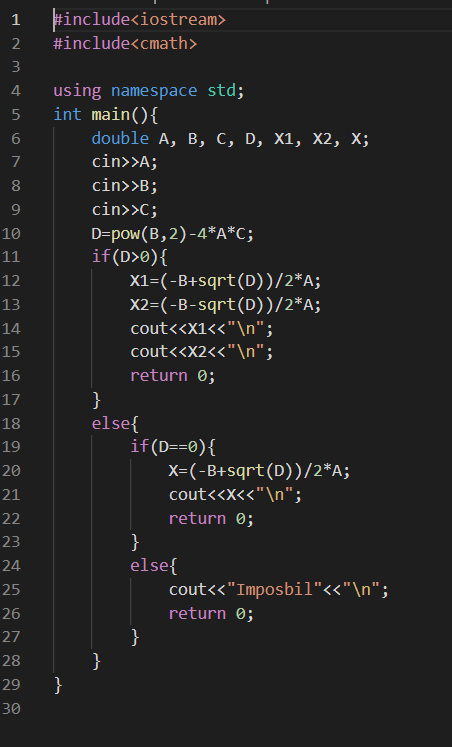 1 #include<iostream>
2 #include<cmath>
3
4 using namespace std;
5 int main(){
6     double A, B, C, D, X1, X2, X;
7     cin>>A;
8     cin>>B;
9     cin>>C;
10     D=pow(B,2)-4*A*C;
11     if(D>0){
12         X1=(-B+sqrt(D))/2*A;
13         X2=(-B-sqrt(D))/2*A;
14         cout<<X1<<"\n";
15         cout<<X2<<"\n";
16         return 0;
17     }
18     else{
19         if(D==0){
20             X=(-B+sqrt(D))/2*A;
21             cout<<X<<"\n";
22             return 0;
23         }
24         else{
25             cout<<"Imposbil"<<"\n";
26             return 0;
27         }
28     }
29 }
30